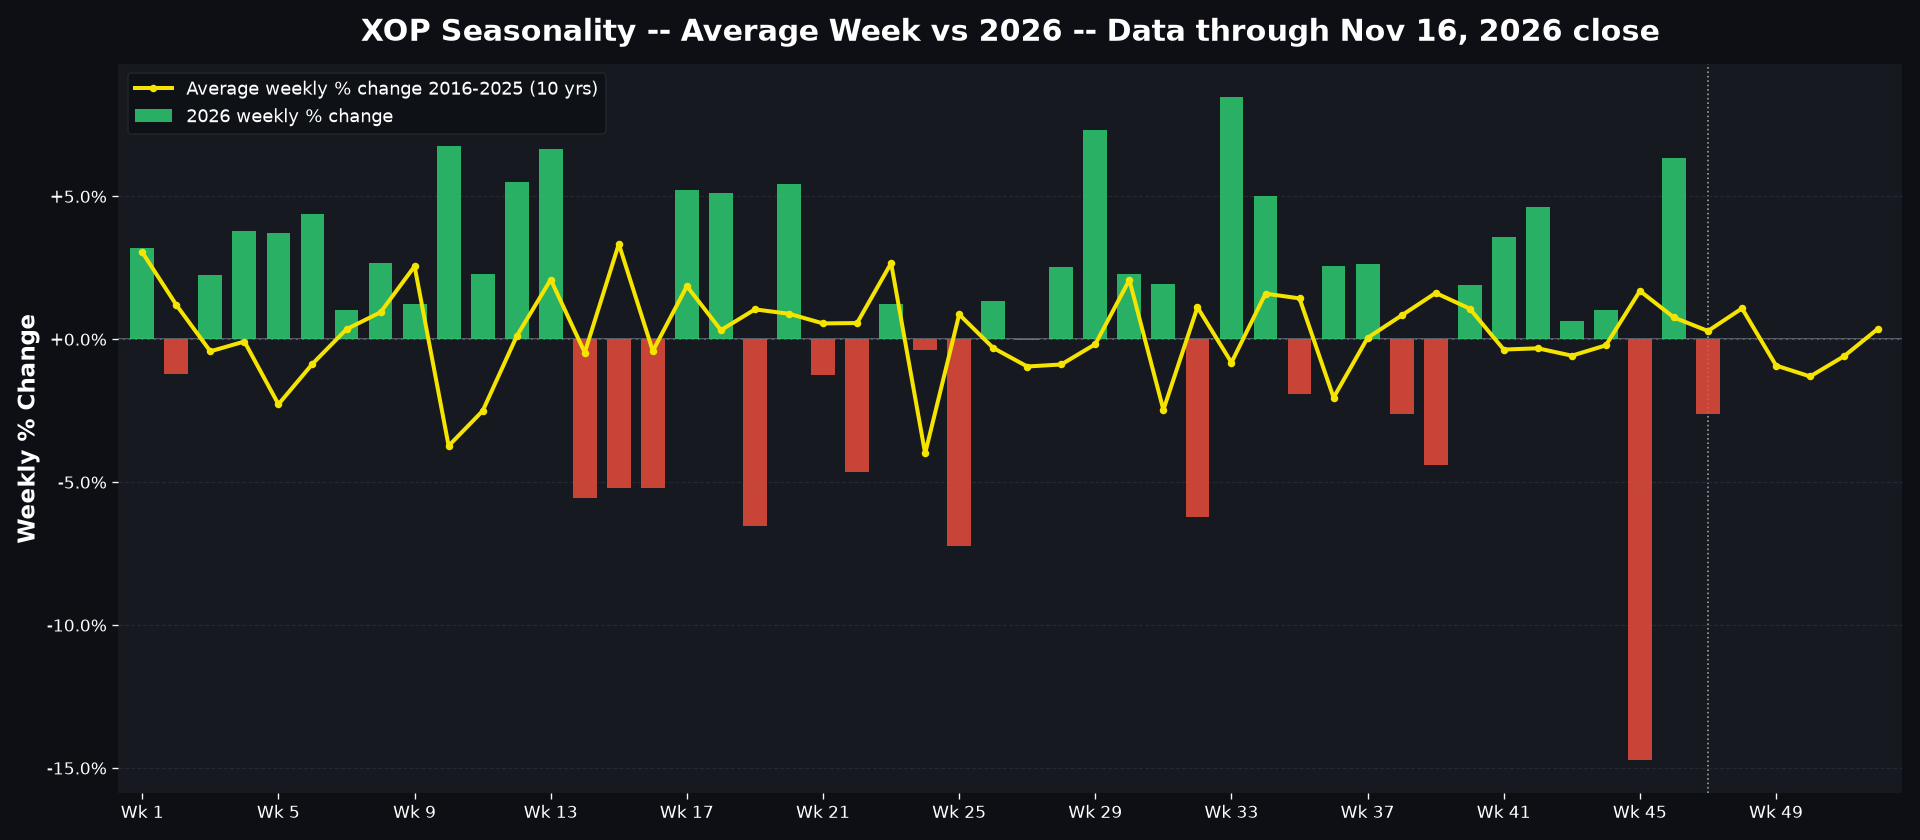 XOP Seasonality -- Average Week vs 2026 -- Data through Nov 16, 2026 close
Average weekly % change 2016-2025 (10 yrs)
2026 weekly % change
Weekly % Change
+5.0%
+0.0%
-5.0%
-10.0%
-15.0%
Wk 1 Wk 5 Wk 9 Wk 13 Wk 17 Wk 21 Wk 25 Wk 29 Wk 33 Wk 37 Wk 41 Wk 45 Wk 49